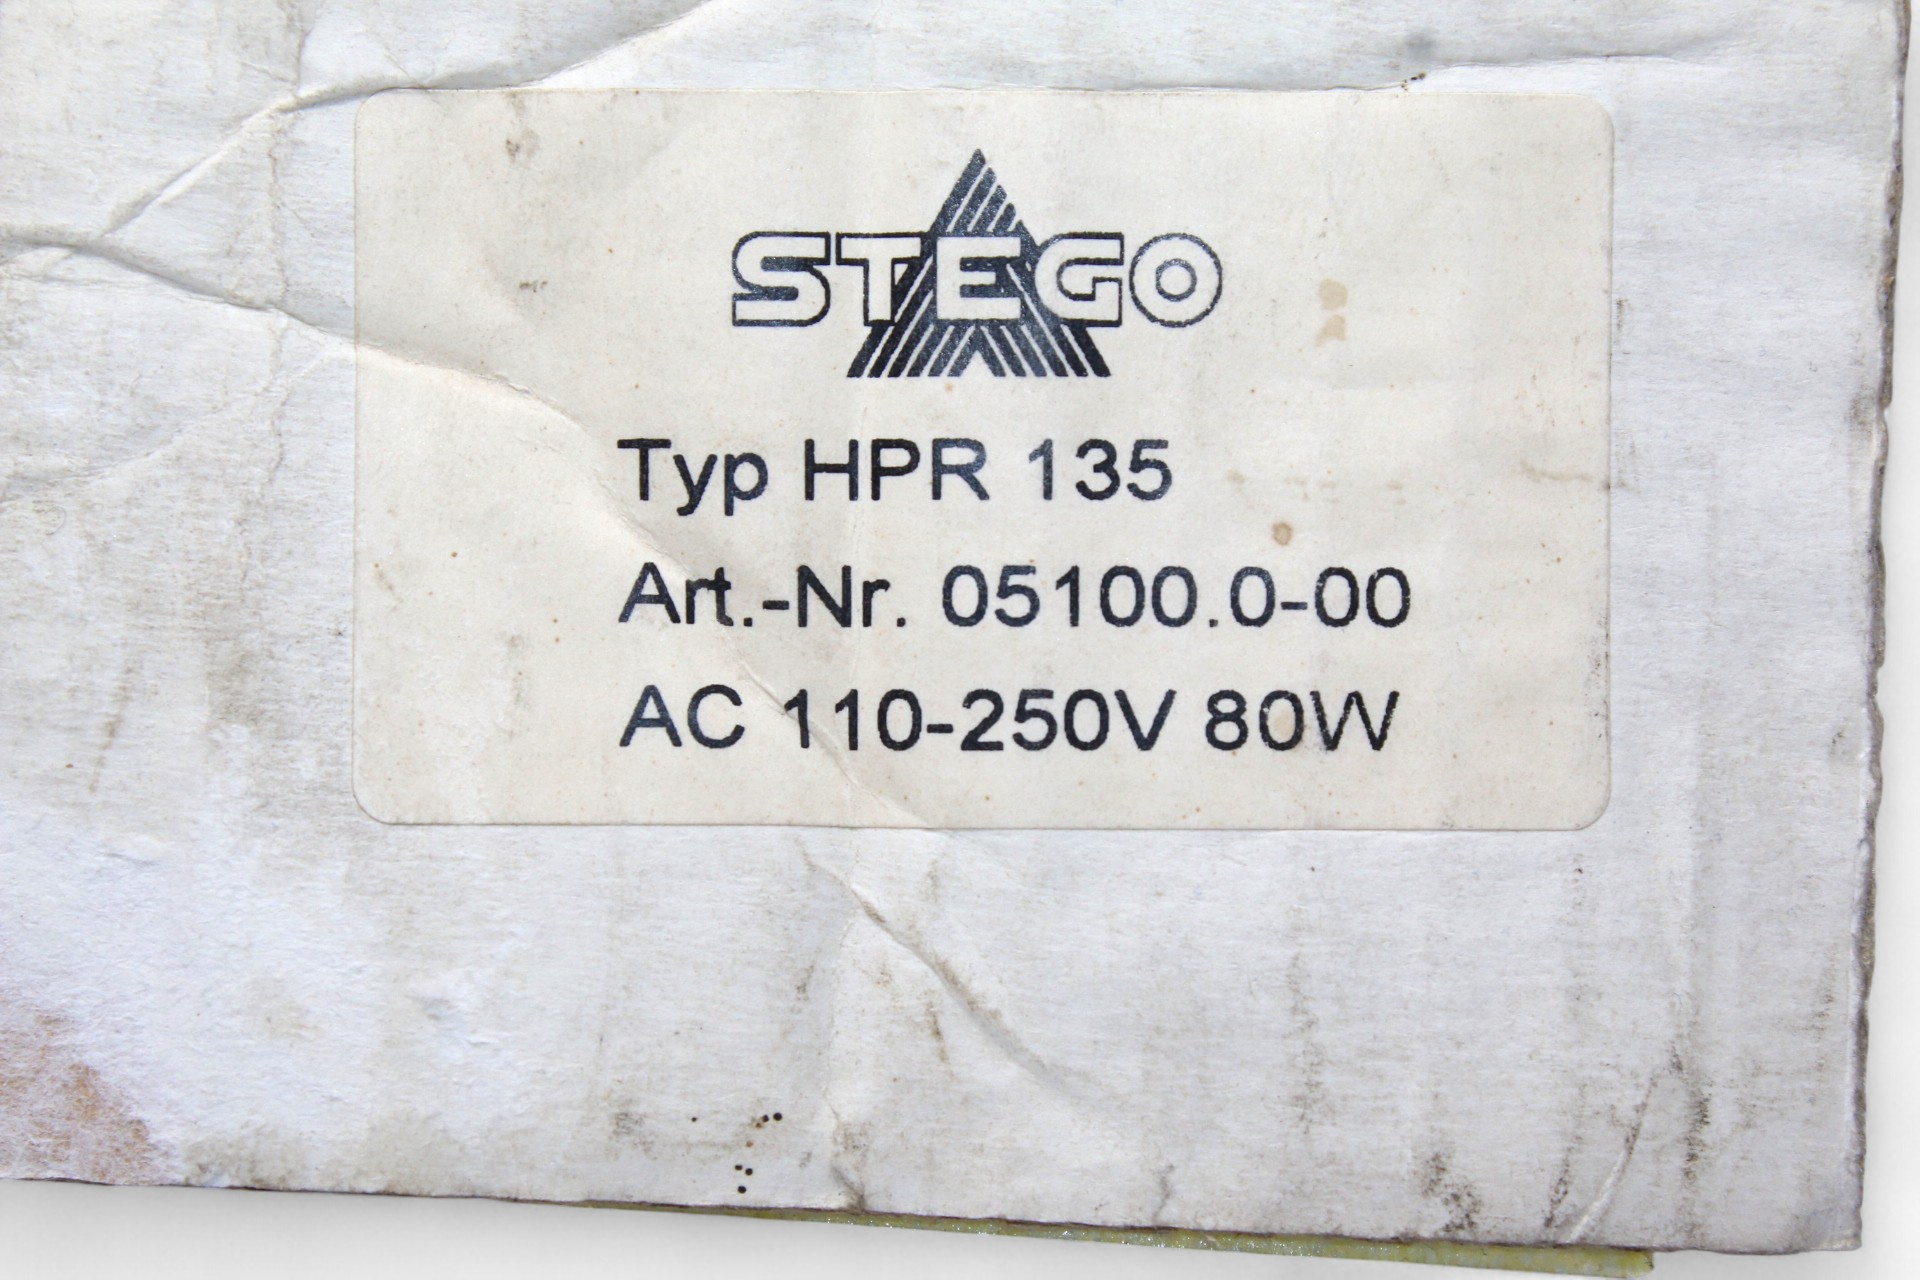 STEGO
Typ HPR 135
Art.-Nr. 05100.0-00
AC 110-250V 80W